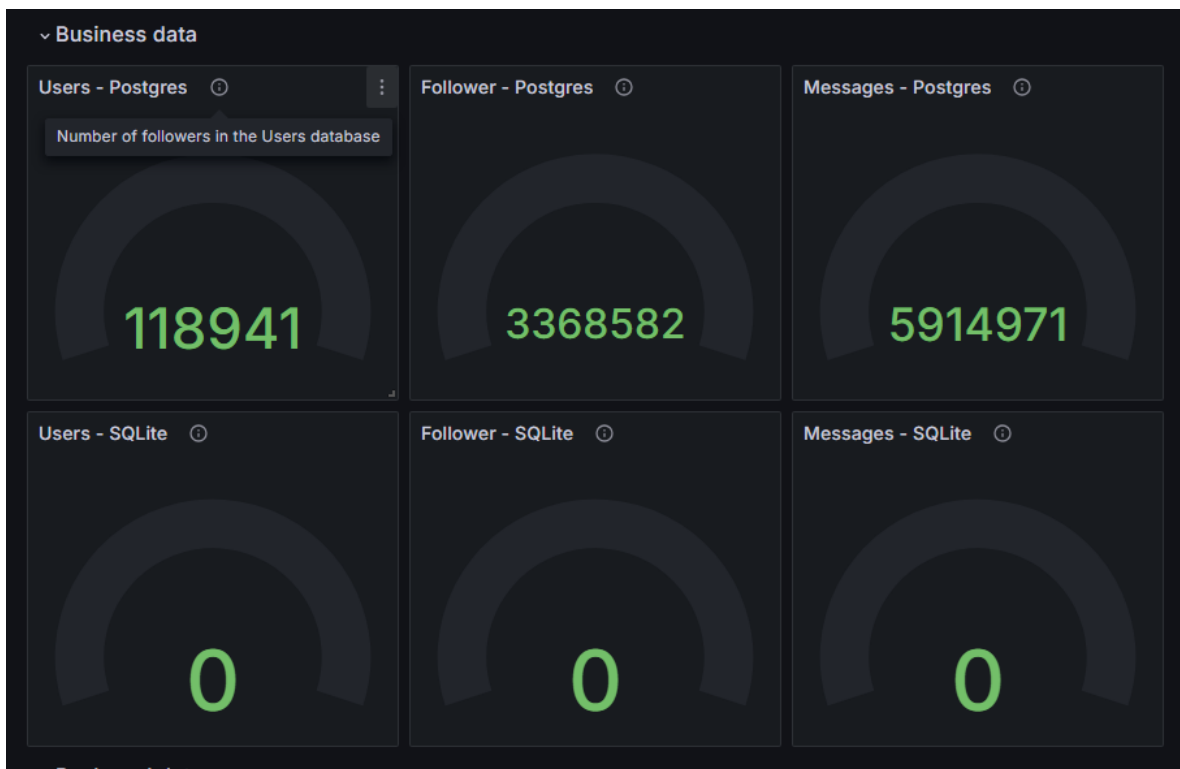 Business data
Users - Postgres
Follower - Postgres
Messages - Postgres
Number of followers in the Users database
118941
3368582
5914971
Users - SQLite
Follower - SQLite
Messages - SQLite
0
0
0